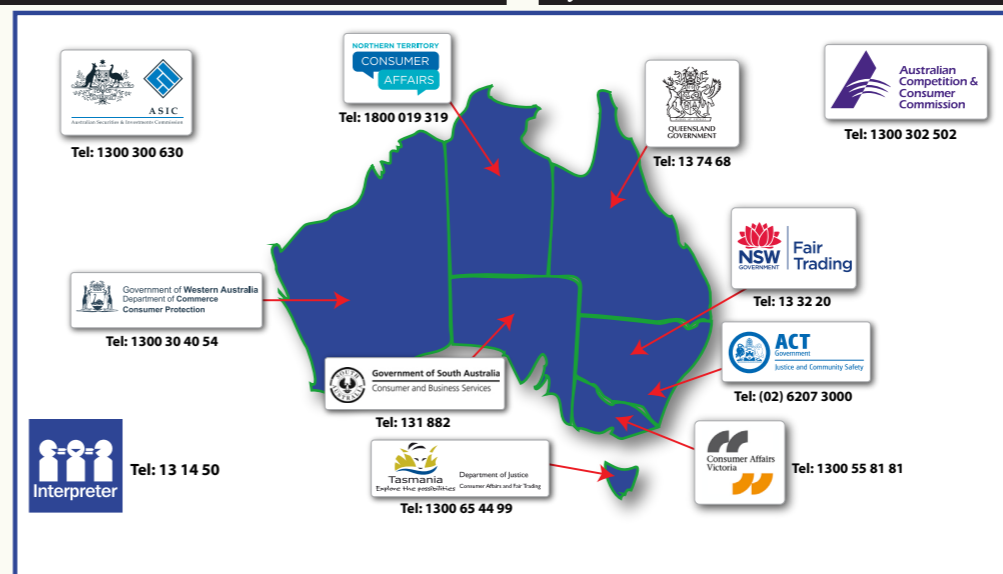 ASIC
Australian Securities & Investments Commission
Tel: 1300 300 630
NORTHERN TERRITORY
CONSUMER
AFFAIRS
Tel: 1800 019 319
QUEENSLAND
GOVERNMENT
Tel: 13 74 68
Australian
Competition &
Consumer
Commission
Tel: 1300 302 502
Government of Western Australia
Department of Commerce
Consumer Protection
Tel: 1300 30 40 54
NSW
GOVERNMENT
Fair
Trading
Tel: 13 32 20
ACT
Government
Justice and Community Safety
Tel: (02) 6207 3000
SOUTH
AUSTRALIA
Government of South Australia
Consumer and Business Services
Tel: 131 882
Interpreter
Tel: 13 14 50
Tasmania
Explore the possibilities
Department of Justice
Consumer Affairs and Fair Trading
Tel: 1300 65 44 99
Consumer Affairs
Victoria
Tel: 1300 55 81 81